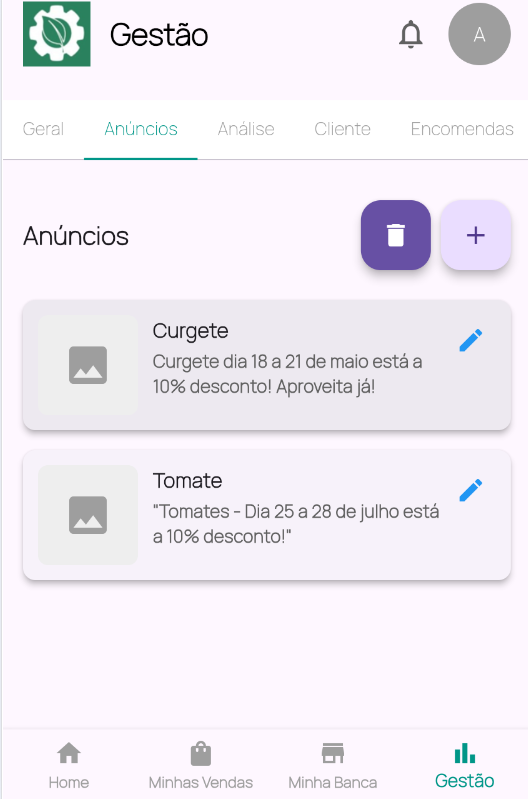 Gestão
A
Geral Anúncios Análise Cliente Encomendas
Anúncios
Curgete
Curgete dia 18 a 21 de maio está a
10% desconto! Aproveita já!
Tomate
"Tomates - Dia 25 a 28 de julho está
a 10% desconto!"
Home Minhas Vendas Minha Banca Gestão